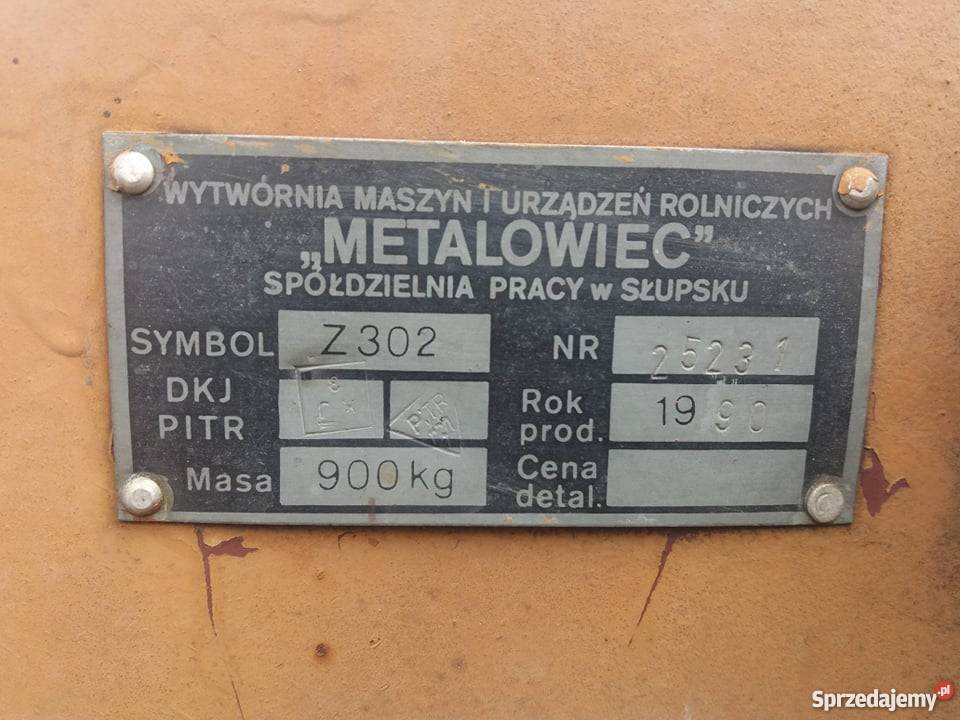 WYTWÓRNIA MASZYN I URZĄDZEŃ ROLNICZYCH
„METALOWIEC”
SPÓŁDZIELNIA PRACY w SŁUPSKU
SYMBOL Z302 NR 25231
DKJ
PITR
Rok
prod. 1990
Masa 900kg
Cena
detal.
Sprzedajemy.pl